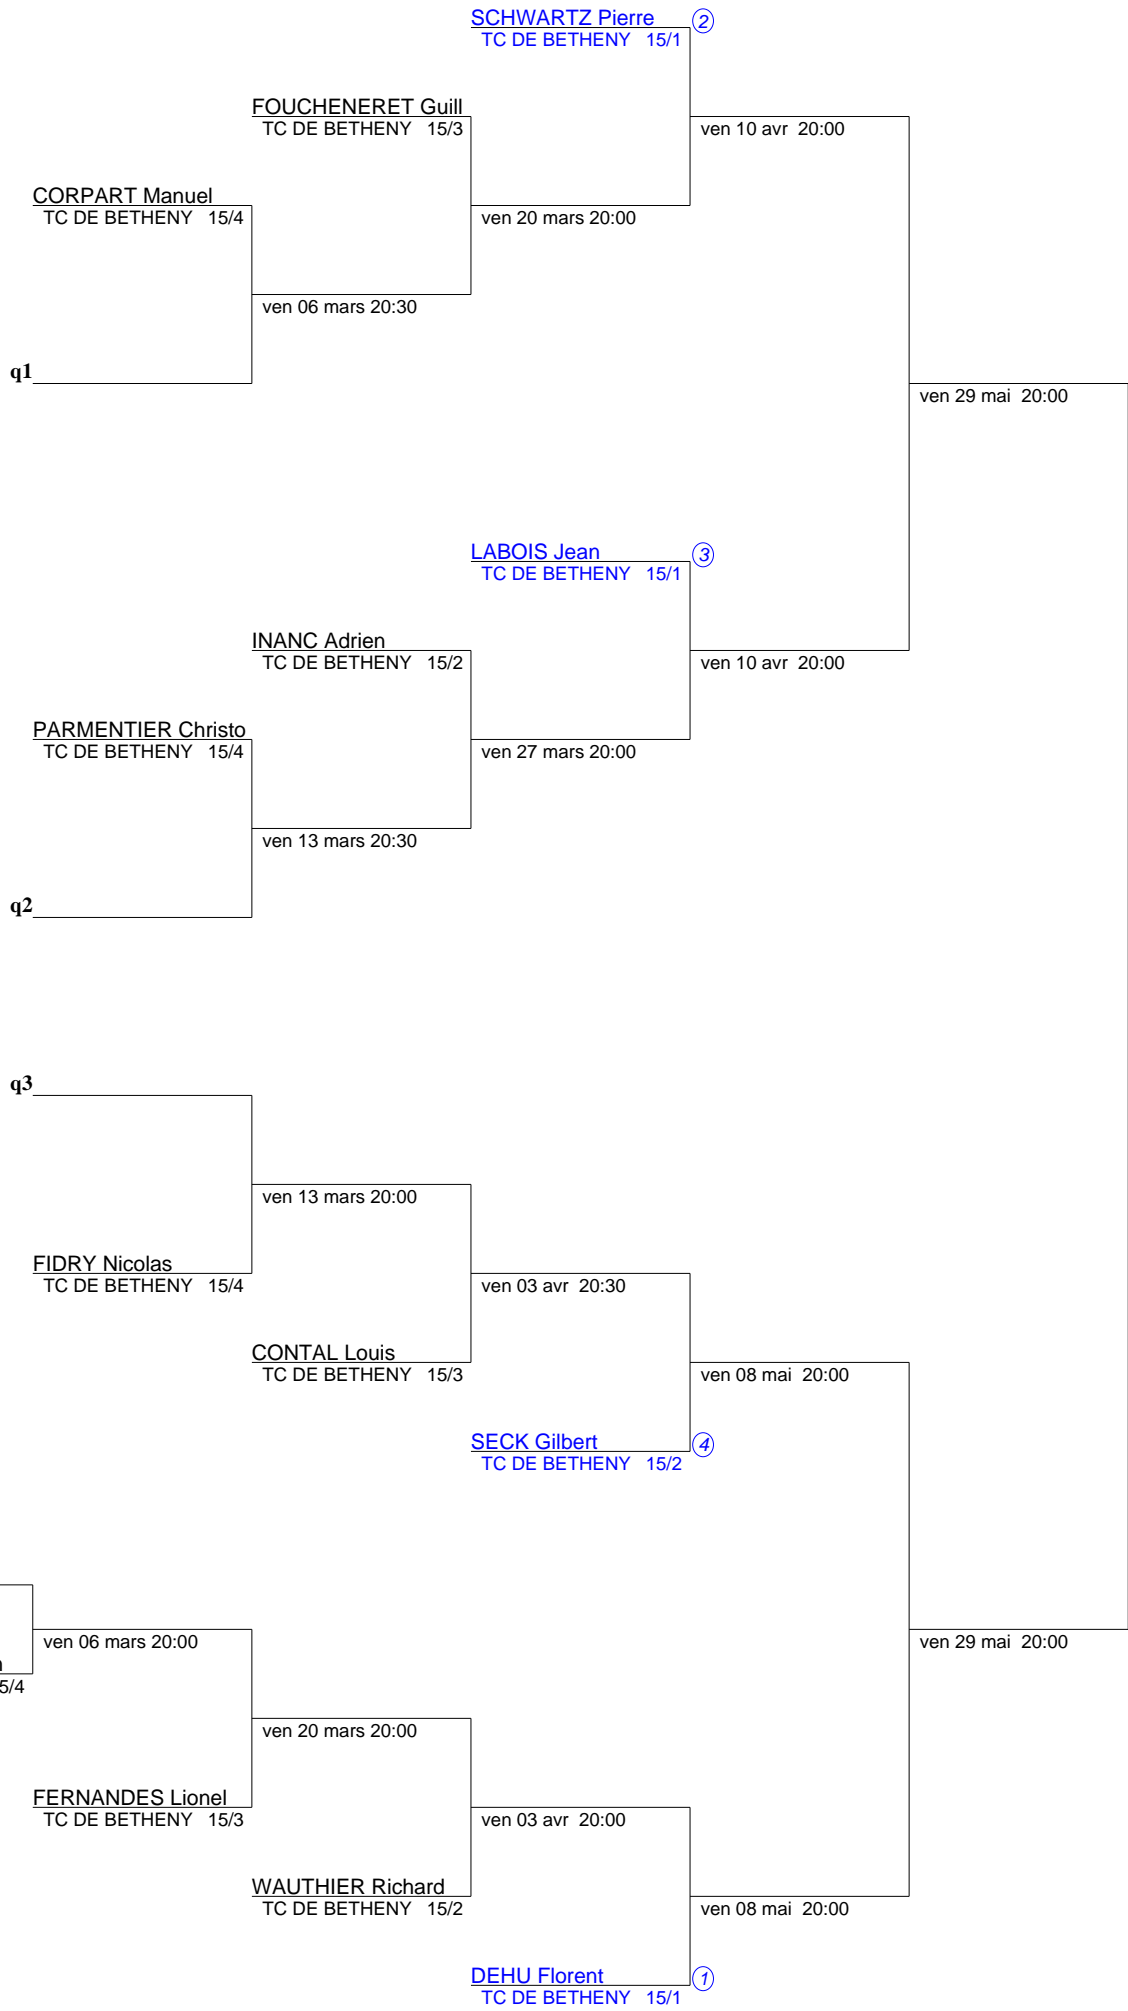 SCHWARTZ Pierre 2
TC DE BETHENY 15/1
FOUCHENERET Guill
TC DE BETHENY 15/3
ven 10 avr 20:00
CORPART Manuel
TC DE BETHENY 15/4
ven 20 mars 20:00
ven 06 mars 20:30
q1
ven 29 mai 20:00
LABOIS Jean 3
TC DE BETHENY 15/1
INANC Adrien
TC DE BETHENY 15/2
ven 10 avr 20:00
PARMENTIER Christo
TC DE BETHENY 15/4
ven 27 mars 20:00
ven 13 mars 20:30
q2
q3
ven 13 mars 20:00
FIDRY Nicolas
TC DE BETHENY 15/4
ven 03 avr 20:30
CONTAL Louis
TC DE BETHENY 15/3
ven 08 mai 20:00
SECK Gilbert 4
TC DE BETHENY 15/2
ven 06 mars 20:00
ven 29 mai 20:00
5/4
ven 20 mars 20:00
FERNANDES Lionel
TC DE BETHENY 15/3
ven 03 avr 20:00
WAUTHIER Richard
TC DE BETHENY 15/2
ven 08 mai 20:00
DEHU Florent 1
TC DE BETHENY 15/1